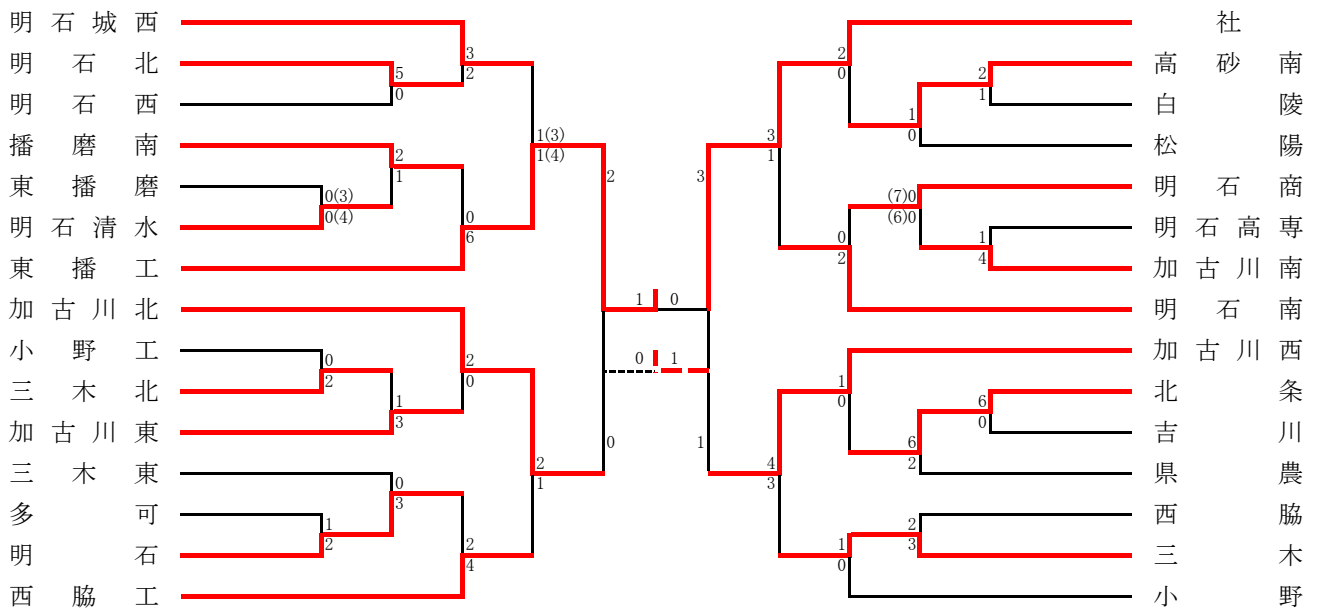 明石城西
明石北
明石西
播磨南
東播磨
明石清水
東播工
加古川北
小野工
三木北
加古川東
三木東
多可
明石
西脇工
5
0
0(3)
0(4)
2
1
3
2
0
6
1(3)
1(4)
2
0
2
1
3
2
0
1
2
0
3
2
4
2
1
0
1
0
0
1
3
1
3
1
2
0
1
0
2
1
(7)0
(6)0
1
4
0
2
4
3
1
0
6
2
6
0
1
0
2
3
社
高砂南
白陵
松陽
明石商
明石高専
加古川南
明石南
加古川西
北条
吉川
県農
西脇
三木
小野